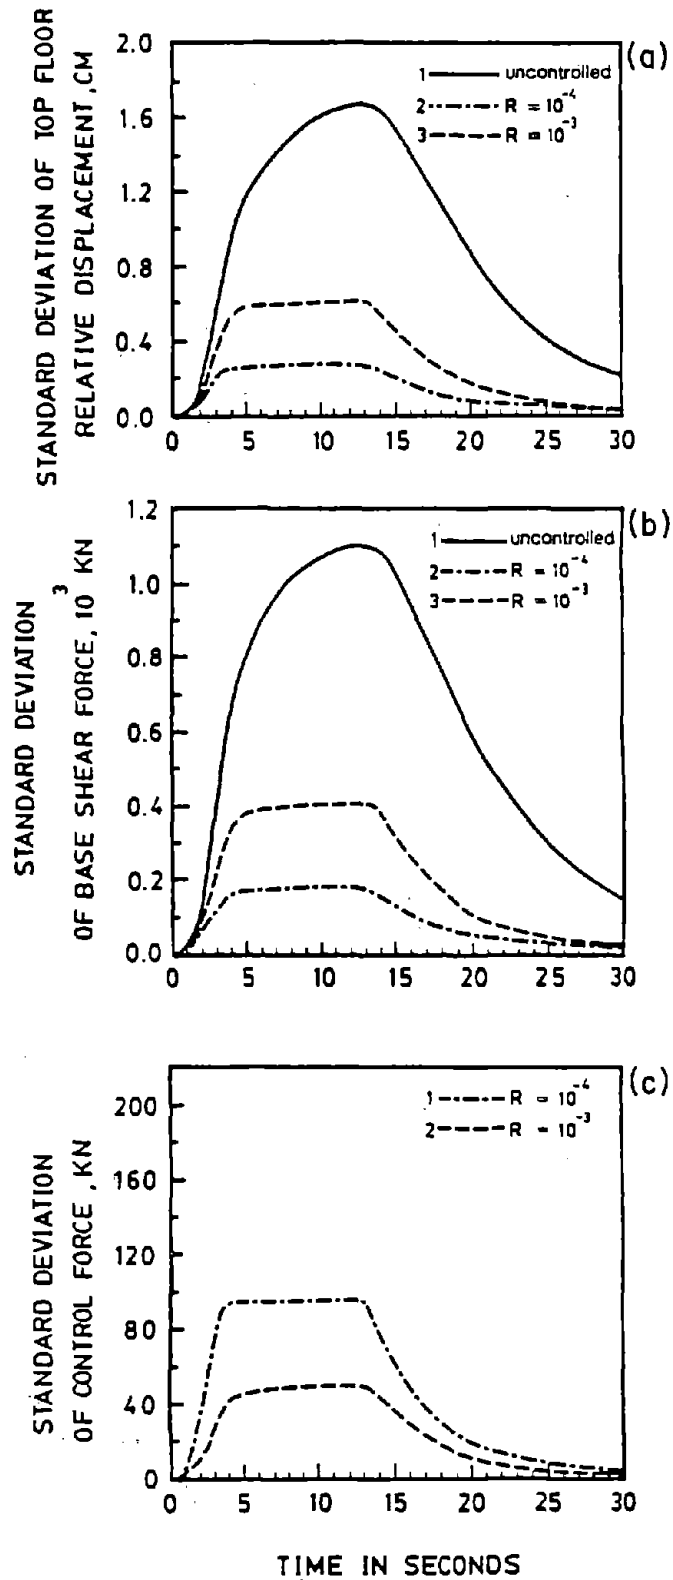 (a)
STANDARD DEVIATION OF TOP FLOOR
RELATIVE DISPLACEMENT, CM
2.0
1.6
1.2
0.8
0.4
0.0
1 uncontrolled
2 R = 10⁻⁴
3 R = 10⁻³
0 5 10 15 20 25 30
(b)
STANDARD DEVIATION
OF BASE SHEAR FORCE, 10³ KN
1.2
1.0
0.8
0.6
0.4
0.2
0.0
1 uncontrolled
2 R = 10⁻⁴
3 R = 10⁻³
0 5 10 15 20 25 30
(c)
STANDARD DEVIATION
OF CONTROL FORCE, KN
200
160
120
80
40
0
1 R = 10⁻⁴
2 R = 10⁻³
0 5 10 15 20 25 30
TIME IN SECONDS